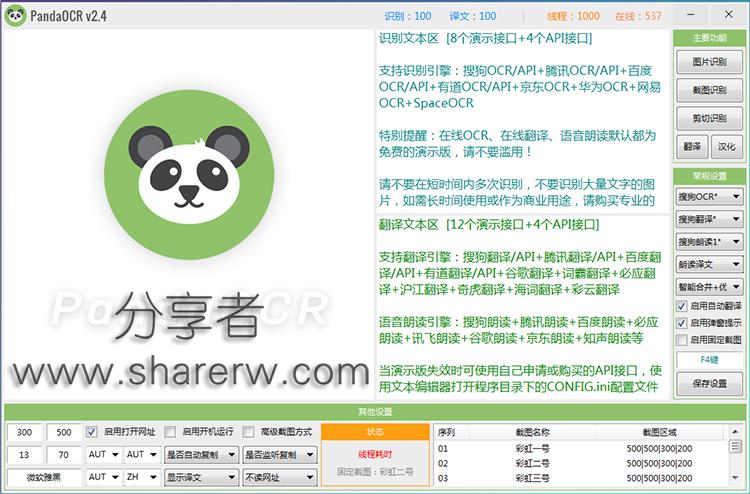 PandaOCR v2.4
识别：100 译文：100 线程：1000 在线：537
PandaOCR
分享者
www.sharerw.com
识别文本区 [8个演示接口+4个API接口]
支持识别引擎：搜狗OCR/API+腾讯OCR/API+百度
OCR/API+有道OCR/API+京东OCR+华为OCR+网易
OCR+SpaceOCR
特别提醒：在线OCR、在线翻译、语音朗读默认都为
免费的演示版，请不要滥用！
请不要在短时间内多次识别，不要识别大量文字的图
片，如需长时间使用或作为商业用途，请购买专业的
翻译文本区 [12个演示接口+4个API接口]
支持翻译引擎：搜狗翻译/API+腾讯翻译/API+百度翻
译/API+有道翻译/API+谷歌翻译+词霸翻译+必应翻
译+沪江翻译+奇虎翻译+海词翻译+彩云翻译
语音朗读引擎：搜狗朗读+腾讯朗读+百度朗读+必应
朗读+讯飞朗读+谷歌朗读+京东朗读+知声朗读等
当演示版失效时可使用自己申请或购买的API接口，使
用文本编辑器打开程序目录下的CONFIG.ini配置文件
主要功能
图片识别
截图识别
剪切识别
翻译 汉化
常规设置
搜狗OCR*
搜狗翻译*
搜狗朗读1*
朗读译文
智能合并+优
启用自动翻译
启用弹窗提示
启用固定截图
F4键
保存设置
其他设置
300 500 启用打开网址 启用开机运行 高级截图方式
13 70 AUT AUT 是否自动复制 是否监听复制
微软雅黑 AUT ZH 显示译文 不读网址
状态
线程耗时
固定截图：彩虹二号
序列 截图名称 截图区域
01 彩虹一号 500|500|300|200
02 彩虹二号 500|500|300|200
03 彩虹三号 500|500|300|200